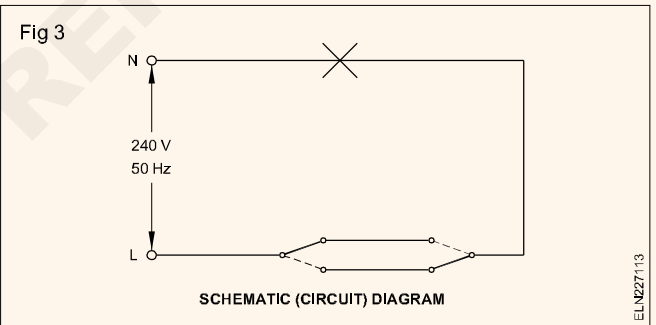 Fig 3
N
240 V
50 Hz
L
SCHEMATIC (CIRCUIT) DIAGRAM
ELN227113